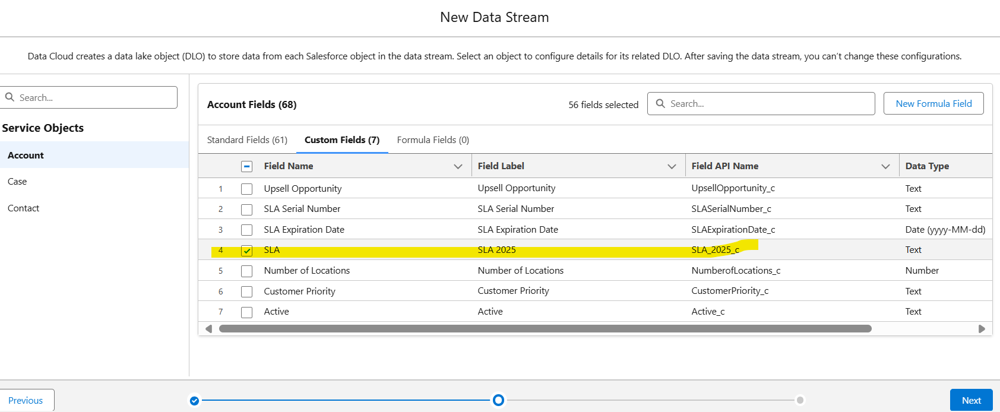 New Data Stream
Data Cloud creates a data lake object (DLO) to store data from each Salesforce object in the data stream. Select an object to configure details for its related DLO. After saving the data stream, you can't change these configurations.
Search...
Service Objects
Account
Case
Contact
Account Fields (68) 56 fields selected Search... New Formula Field
Standard Fields (61) Custom Fields (7) Formula Fields (0)
Field Name Field Label Field API Name Data Type
1 Upsell Opportunity Upsell Opportunity UpsellOpportunity_c Text
2 SLA Serial Number SLA Serial Number SLASerialNumber_c Text
3 SLA Expiration Date SLA Expiration Date SLAExpirationDate_c Date (yyyy-MM-dd)
4 SLA SLA 2025 SLA_2025_c Text
5 Number of Locations Number of Locations NumberofLocations_c Number
6 Customer Priority Customer Priority CustomerPriority_c Text
7 Active Active Active_c Text
Previous Next